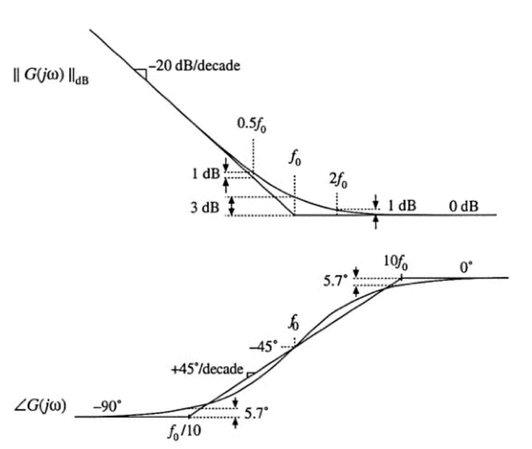 –20 dB/decade
|| G(jω) ||dB
0.5f0
f0
2f0
1 dB
3 dB
1 dB
0 dB
10f0
0°
5.7°
f0
–45°
+45°/decade
∠G(jω)
–90°
5.7°
f0/10